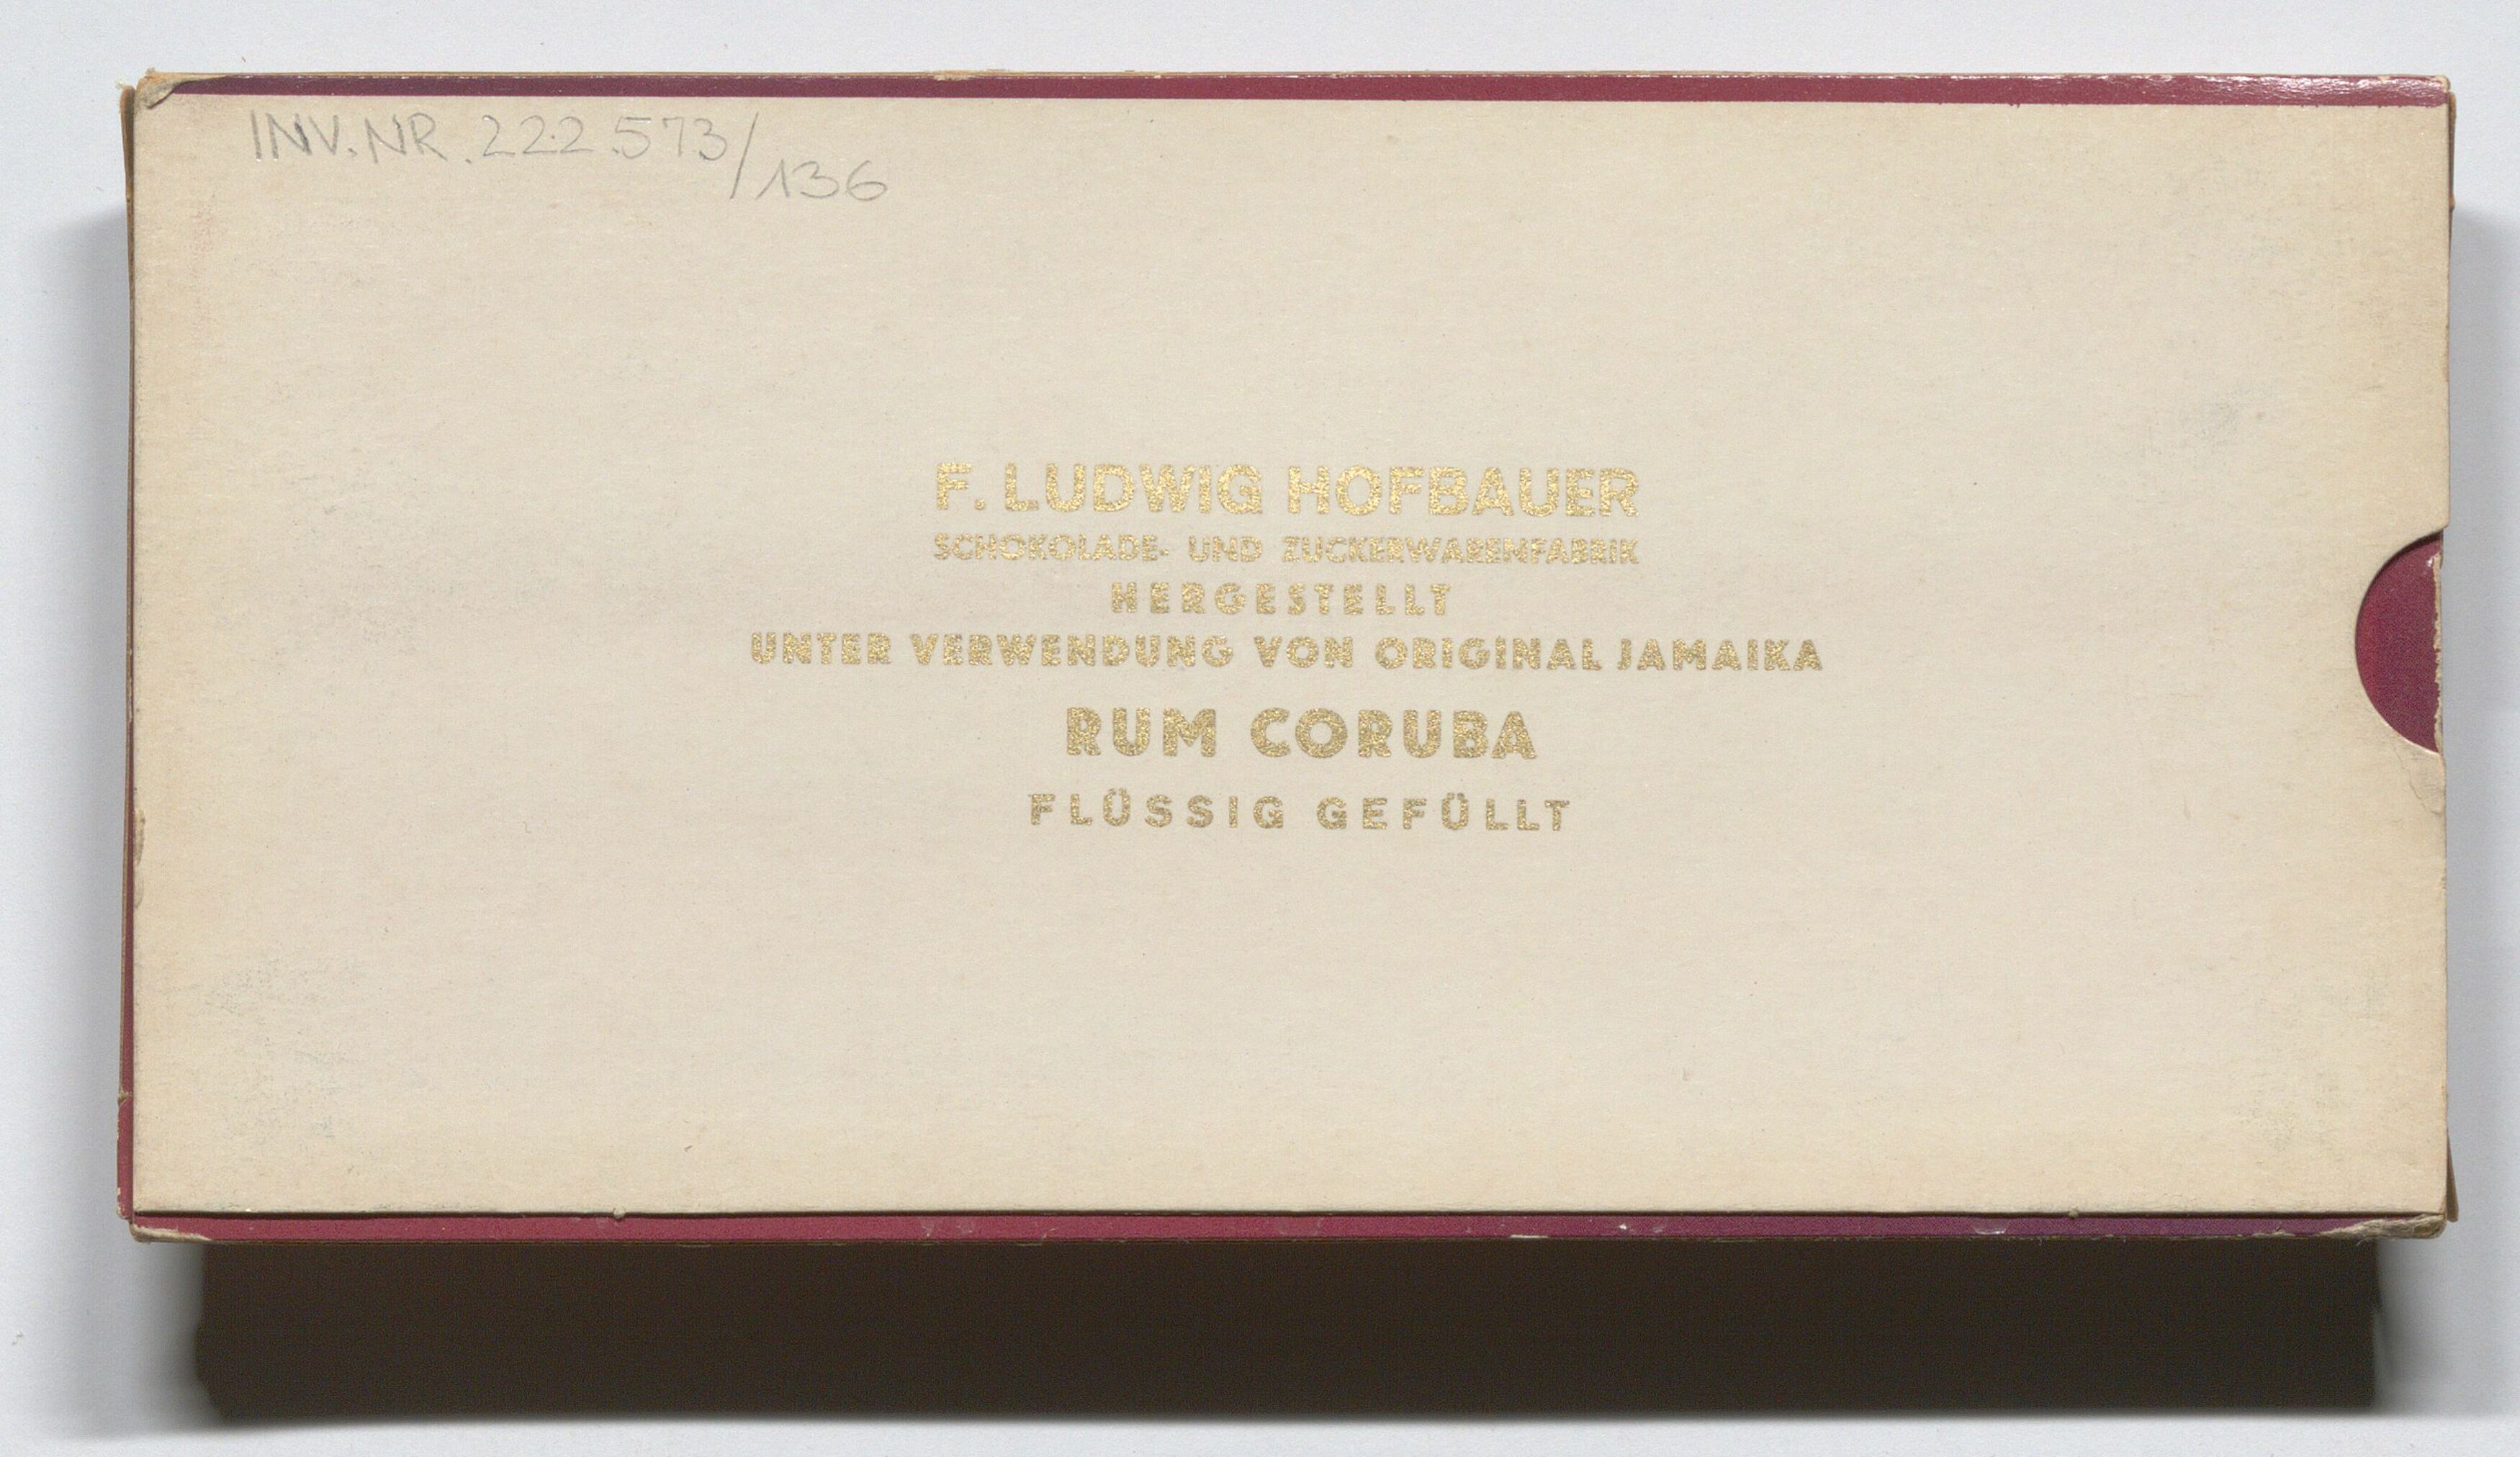 INV.NR.222.573/136
F. LUDWIG HOFBAUER
SCHOKOLADE- UND ZUCKERWARENFABRIK
HERGESTELLT
UNTER VERWENDUNG VON ORIGINAL JAMAIKA
RUM CORUBA
FLÜSSIG GEFÜLLT